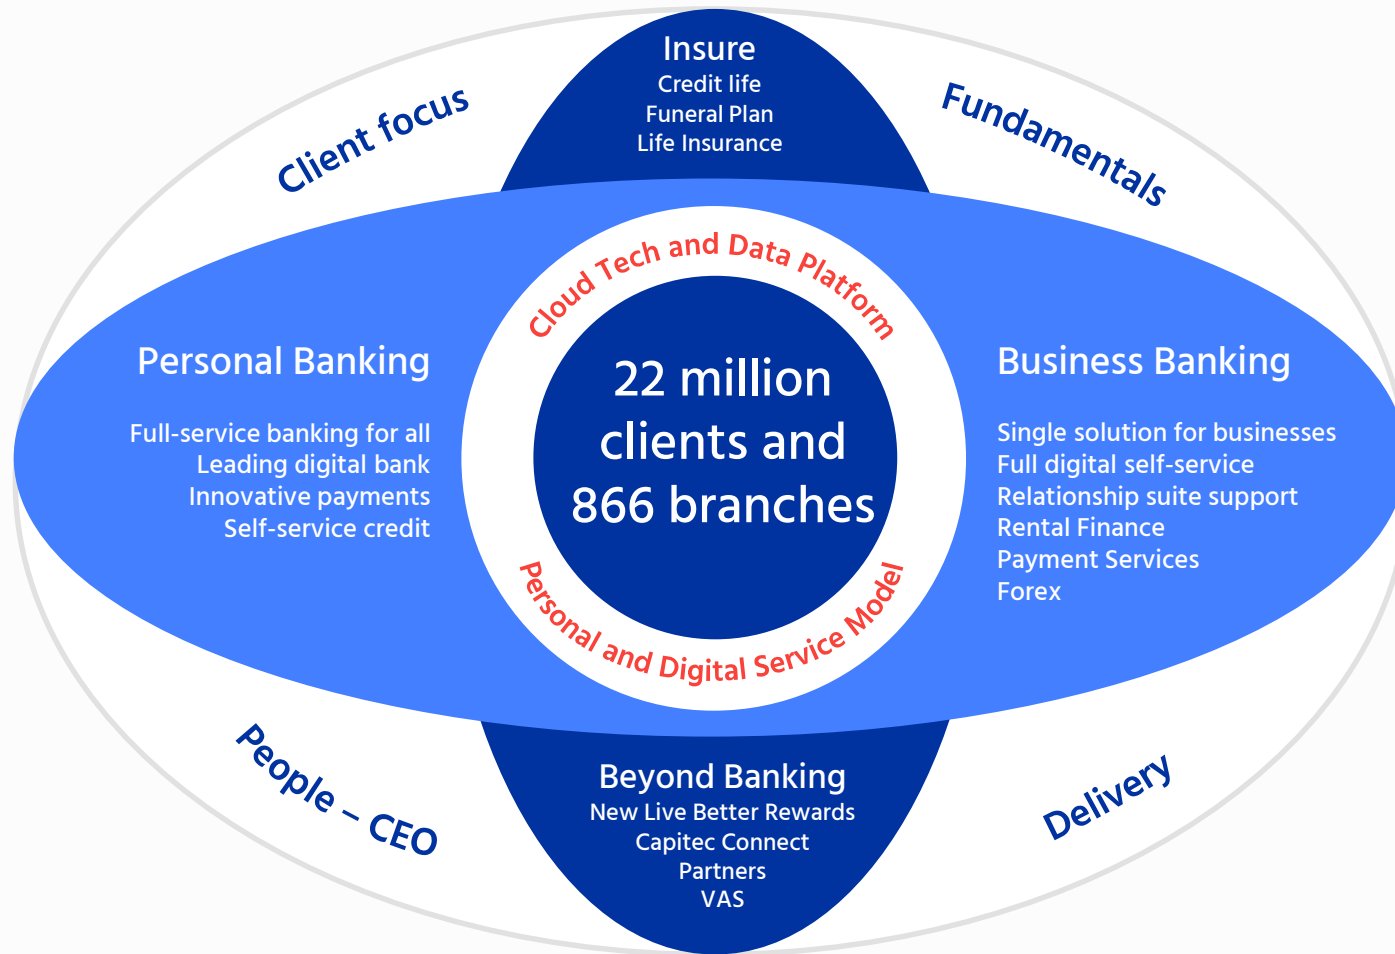 Insure
Credit life
Funeral Plan
Life Insurance
Client focus
Fundamentals
Cloud Tech and Data Platform
22 million
clients and
866 branches
Personal and Digital Service Model
Personal Banking
Full-service banking for all
Leading digital bank
Innovative payments
Self-service credit
Business Banking
Single solution for businesses
Full digital self-service
Relationship suite support
Rental Finance
Payment Services
Forex
People – CEO
Delivery
Beyond Banking
New Live Better Rewards
Capitec Connect
Partners
VAS